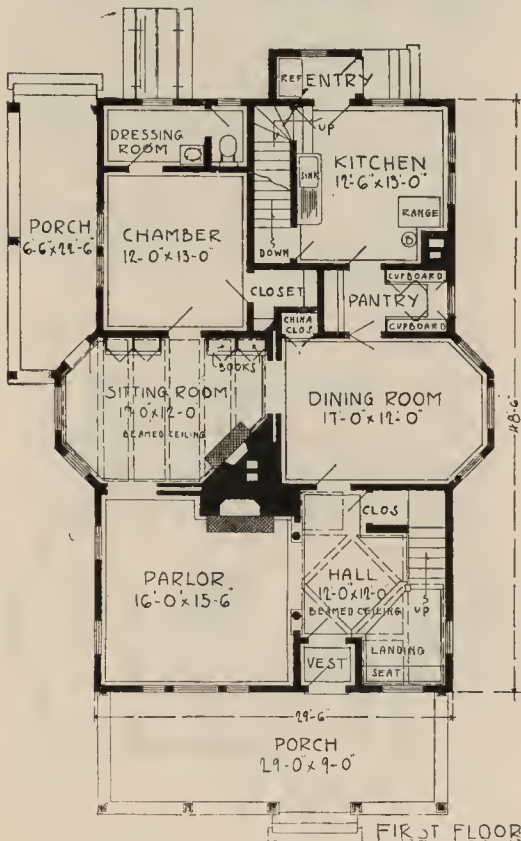 REF.
ENTRY
DRESSING
ROOM
UP
KITCHEN
12'-6"x13'-0"
SINK
RANGE
B
PORCH
6'-6"x22'-6"
CHAMBER
12'-0"x13'-0"
DOWN
CLOSET
CUPBOARD
PANTRY
CUPBOARD
CHINA
CLOS
BOOKS
SITTING ROOM
17'-0"x12'-0"
BEAMED CEILING
DINING ROOM
17'-0"x12'-0"
48'-6"
CLOS
PARLOR
16'-0"x15'-6"
HALL
12'-0"x12'-0"
BEAMED CEILING
UP
LANDING
SEAT
VEST
29'-6"
PORCH
29'-0"x9'-0"
FIRST FLOOR